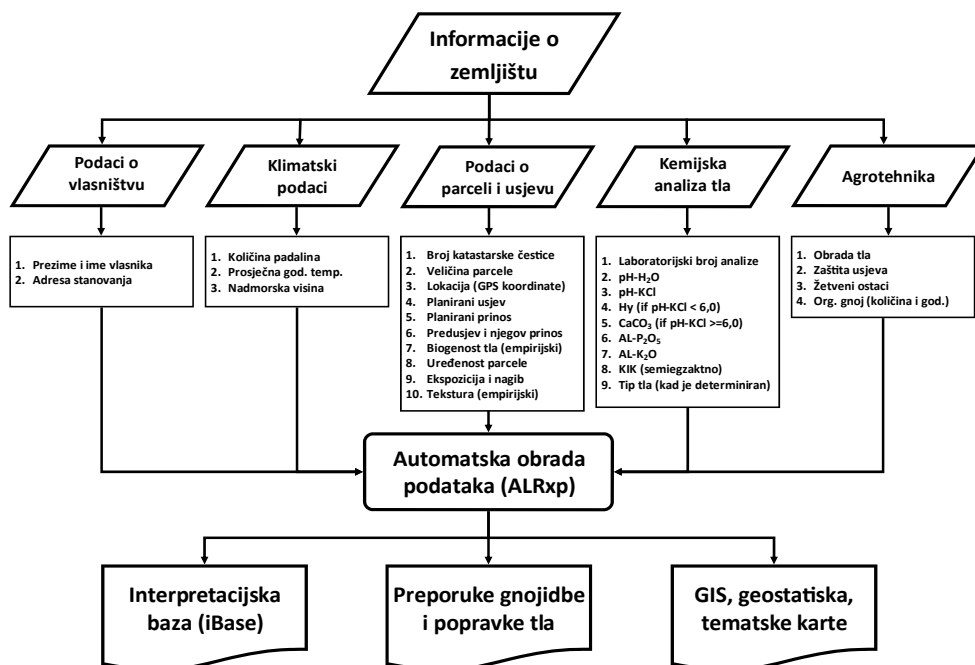 Informacije o
zemljištu
Podaci o
vlasništvu
Klimatski
podaci
Podaci o
parceli i usjevu
Kemijska
analiza tla
Agrotehnika
1. Prezime i ime vlasnika
2. Adresa stanovanja
1. Količina padalina
2. Prosječna god. temp.
3. Nadmorska visina
1. Broj katastarske čestice
2. Veličina parcele
3. Lokacija (GPS koordinate)
4. Planirani usjev
5. Planirani prinos
6. Predusjev i njegov prinos
7. Biogenost tla (empirijski)
8. Uređenost parcele
9. Ekspozicija i nagib
10. Tekstura (empirijski)
1. Laboratorijski broj analize
2. pH-H₂O
3. pH-KCl
4. Hy (if pH-KCl < 6,0)
5. CaCO₃ (if pH-KCl >=6,0)
6. AL-P₂O₅
7. AL-K₂O
8. KIK (semiegzaktno)
9. Tip tla (kad je determiniran)
1. Obrada tla
2. Zaštita usjeva
3. Žetveni ostaci
4. Org. gnoj (količina i god.)
Automatska obrada
podataka (ALRxp)
Interpretacijska
baza (iBase)
Preporuke gnojidbe
i popravke tla
GIS, geostatiska,
tematske karte